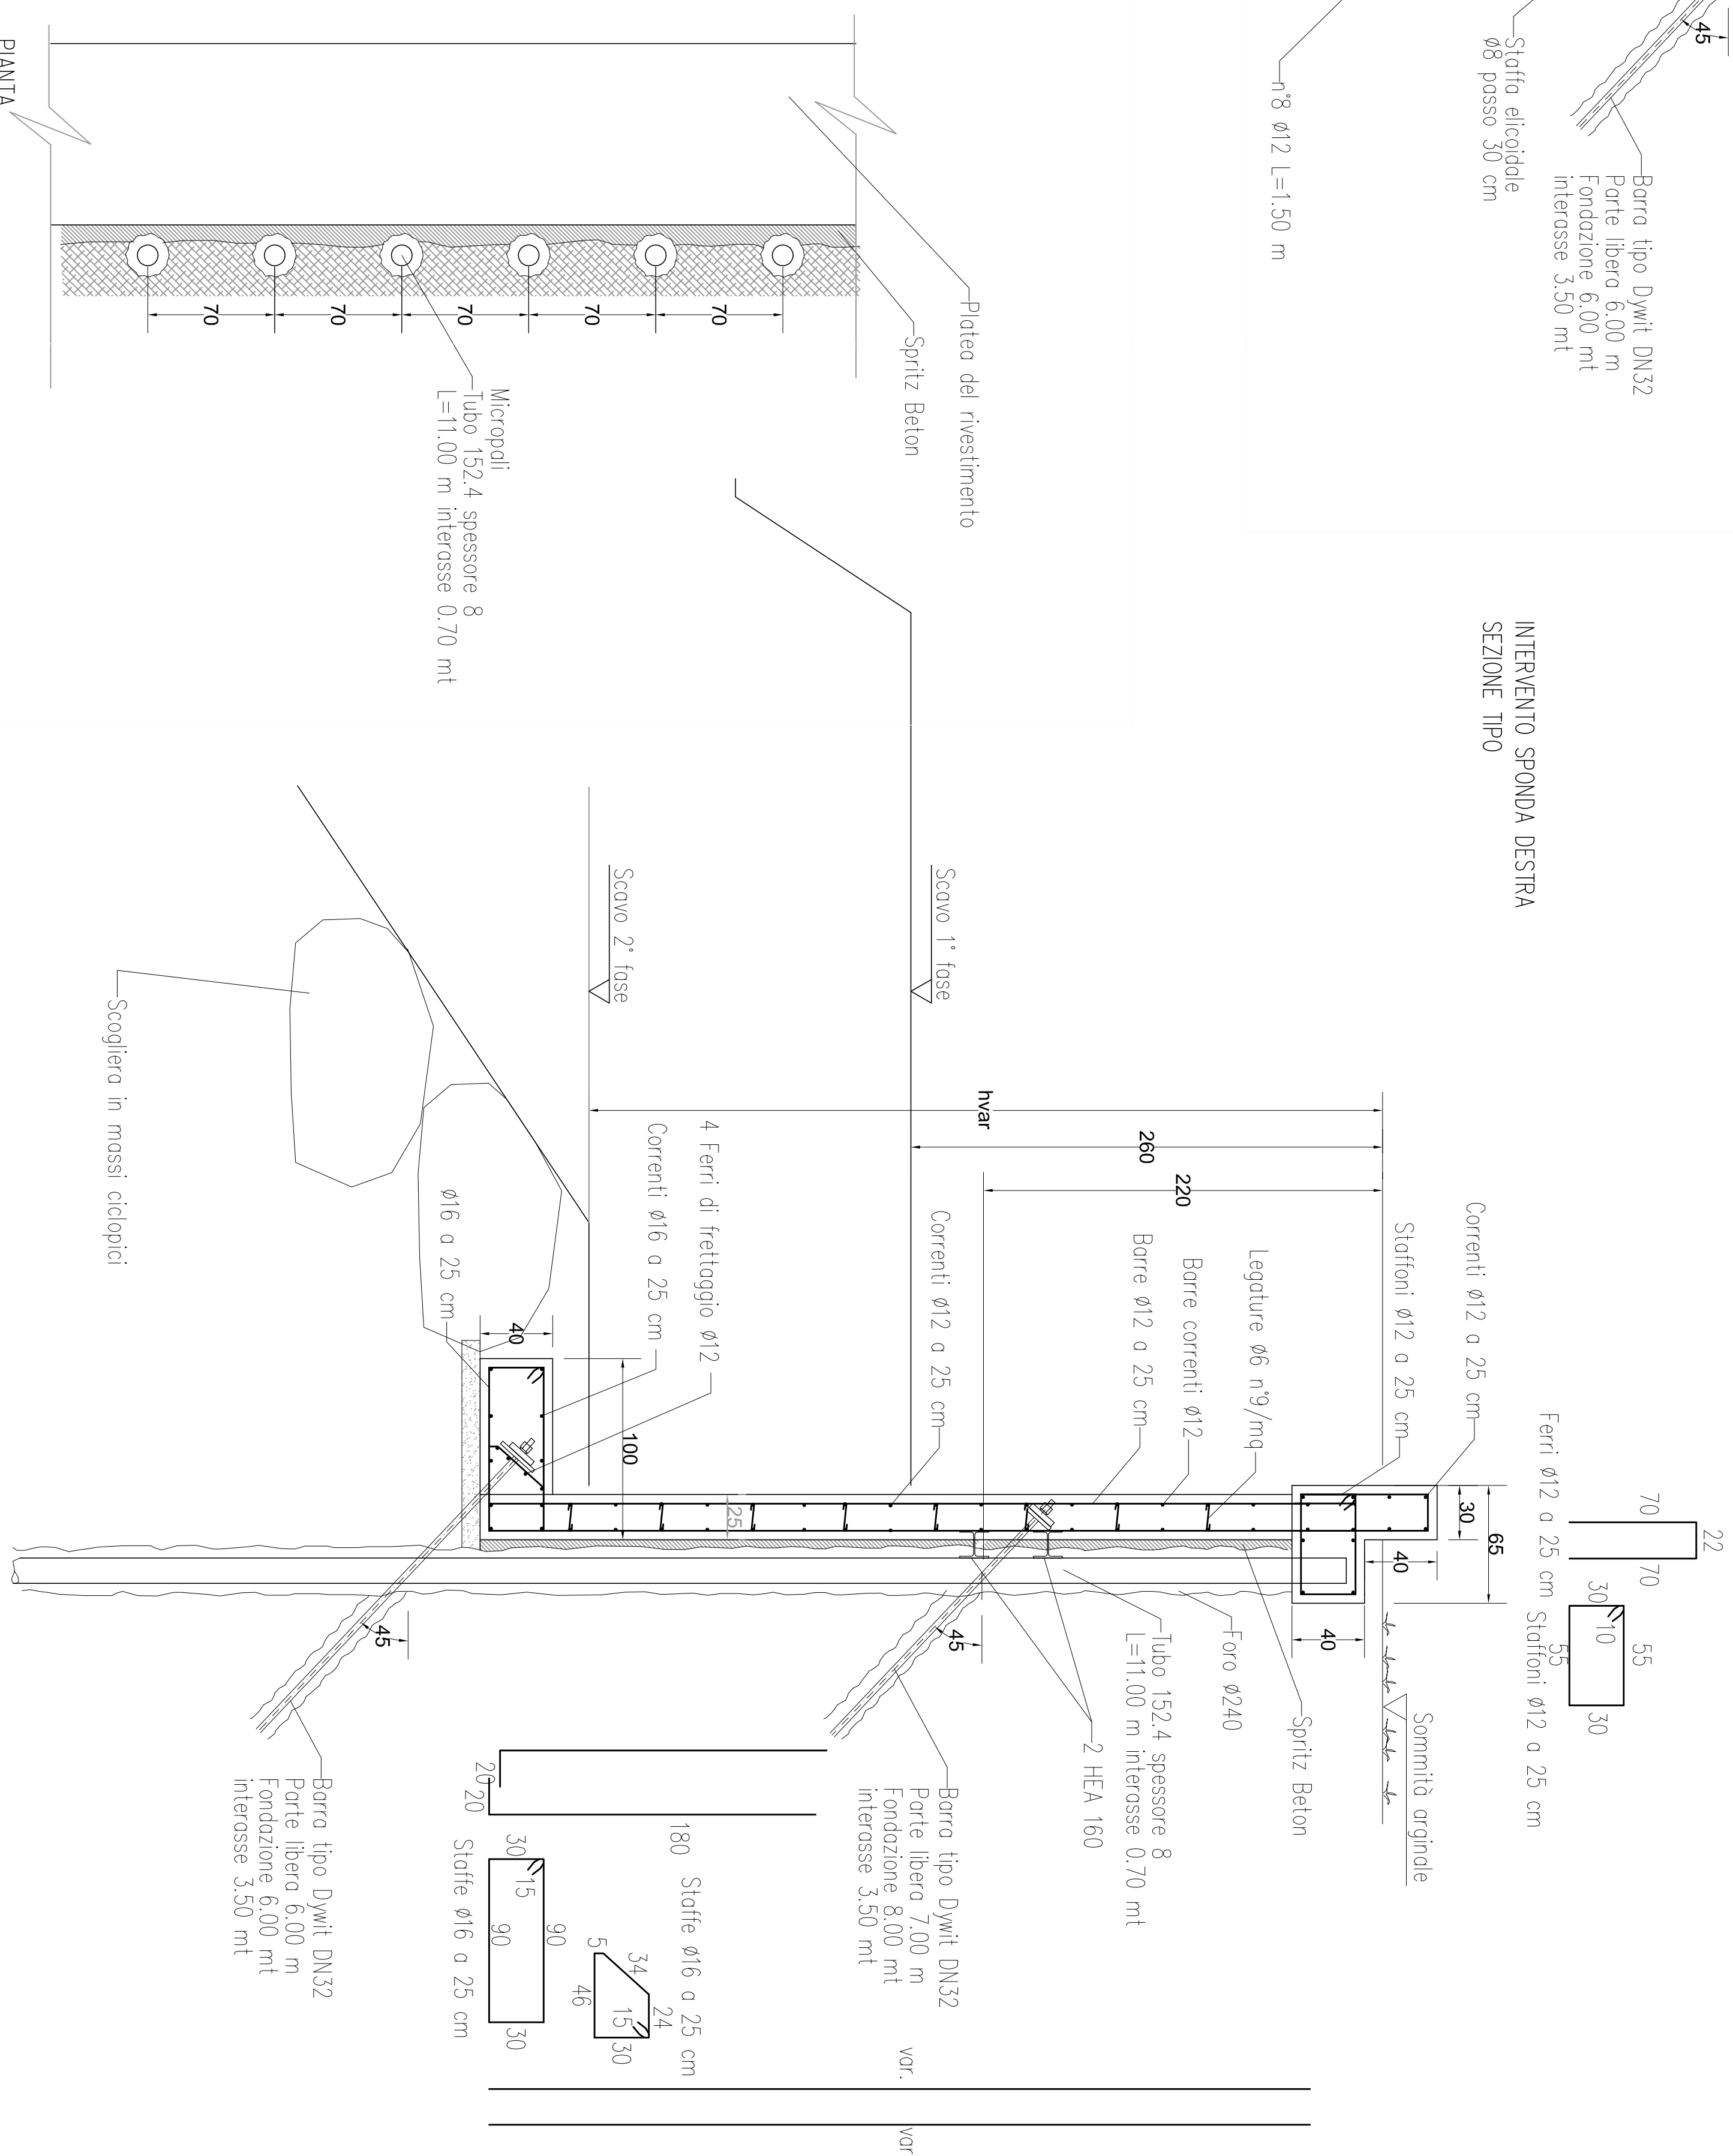 45
Staffa elicoidale
Ø8 passo 30 cm
Barra tipo Dywit DN32
Parte libera 6.00 m
Fondazione 6.00 mt
interasse 3.50 mt
n°8 Ø12 L=1.50 m
INTERVENTO SPONDA DESTRA
SEZIONE TIPO
70
22
70
Ferri Ø12 a 25 cm
30
10
55
55
30
Staffoni Ø12 a 25 cm
Correnti Ø12 a 25 cm
Staffoni Ø12 a 25 cm
Legature Ø6 n°9/mq
Barre correnti Ø12
Barre Ø12 a 25 cm
Correnti Ø12 a 25 cm
30
65
40
40
Sommità arginale
Spritz Beton
Foro Ø240
Tubo 152.4 spessore 8
L=11.00 m interasse 0.70 mt
2 HEA 160
220
260
hvar
45
Barra tipo Dywit DN32
Parte libera 7.00 m
Fondazione 8.00 mt
interasse 3.50 mt
Scavo 1° fase
Scavo 2° fase
4 Ferri di frettaggio Ø12
Correnti Ø16 a 25 cm
Ø16 a 25 cm
100
25
40
45
Barra tipo Dywit DN32
Parte libera 6.00 m
Fondazione 6.00 mt
interasse 3.50 mt
Scogliera in massi ciclopici
180
20
20
Staffe Ø16 a 25 cm
5
34
24
46
15
30
30
15
90
90
30
Staffe Ø16 a 25 cm
var.
var
Platea del rivestimento
Spritz Beton
70
70
70
70
70
Micropali
Tubo 152.4 spessore 8
L=11.00 m interasse 0.70 mt
PIANTA